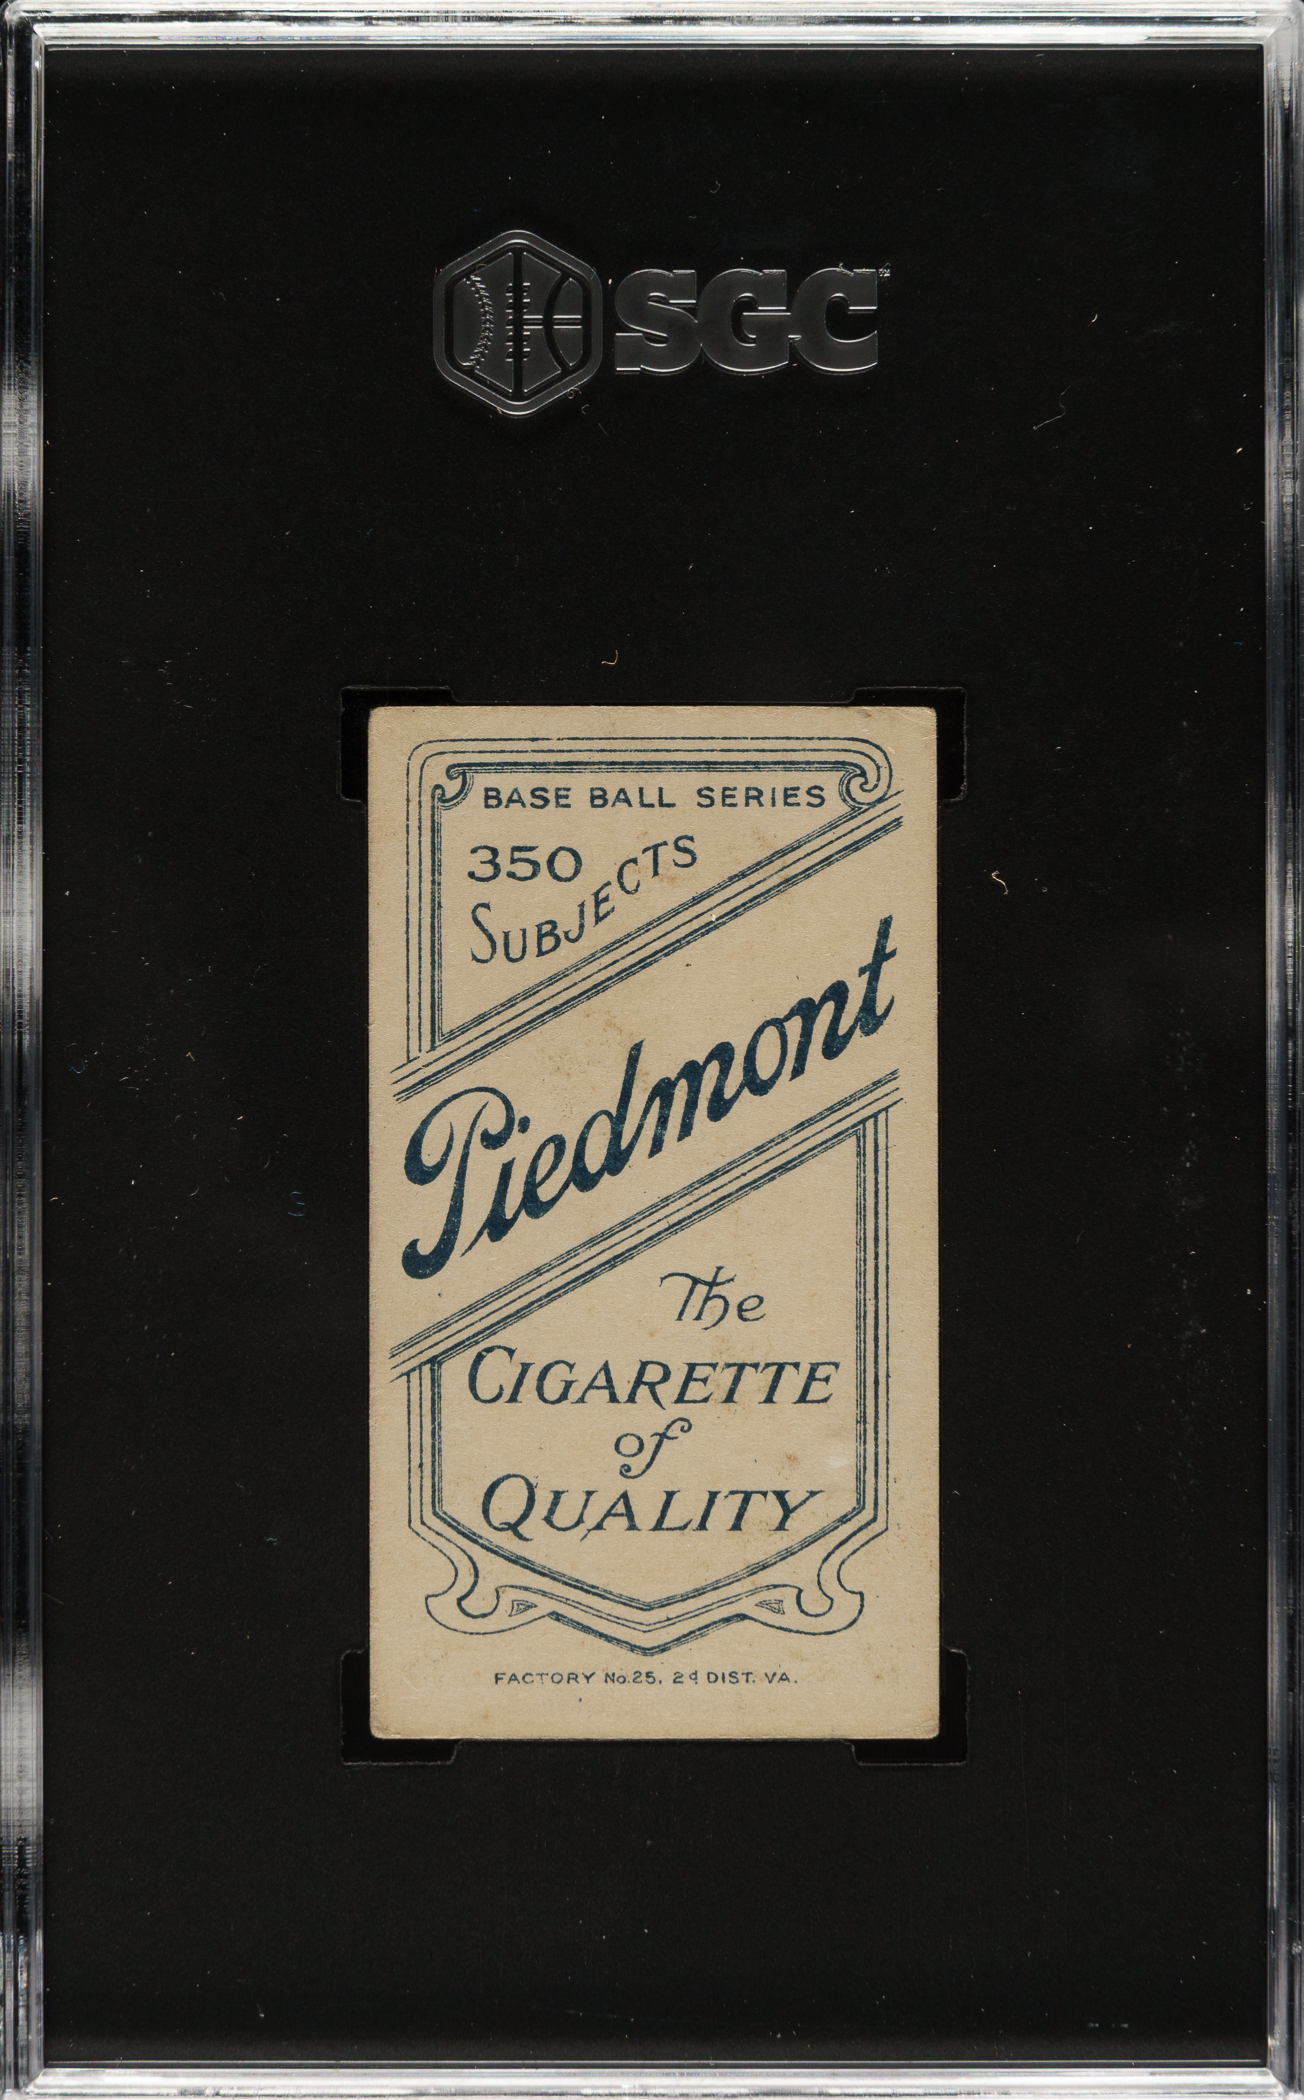 SGC
BASE BALL SERIES
350
SUBJECTS
Piedmont
The
CIGARETTE
of
QUALITY
FACTORY No.25, 2d DIST. VA.